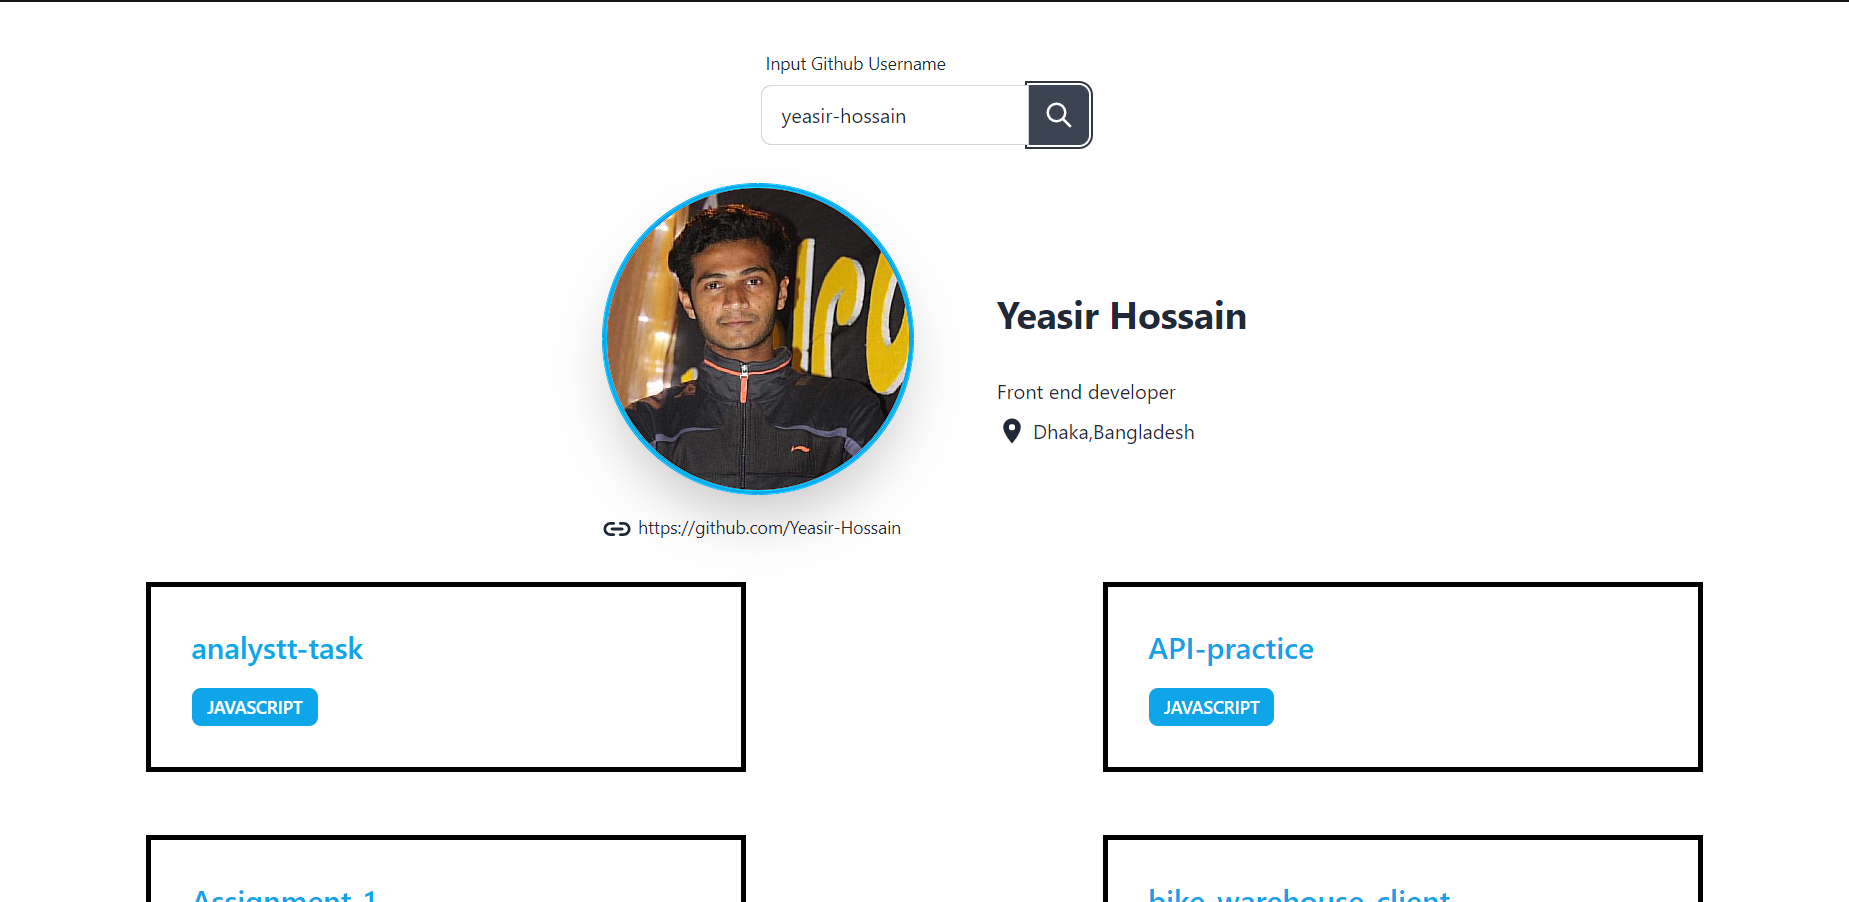 Input Github Username
yeasir-hossain
Yeasir Hossain
Front end developer
Dhaka,Bangladesh
https://github.com/Yeasir-Hossain
analystt-task
JAVASCRIPT
API-practice
JAVASCRIPT
Assignment-1
bike-warehouse-client